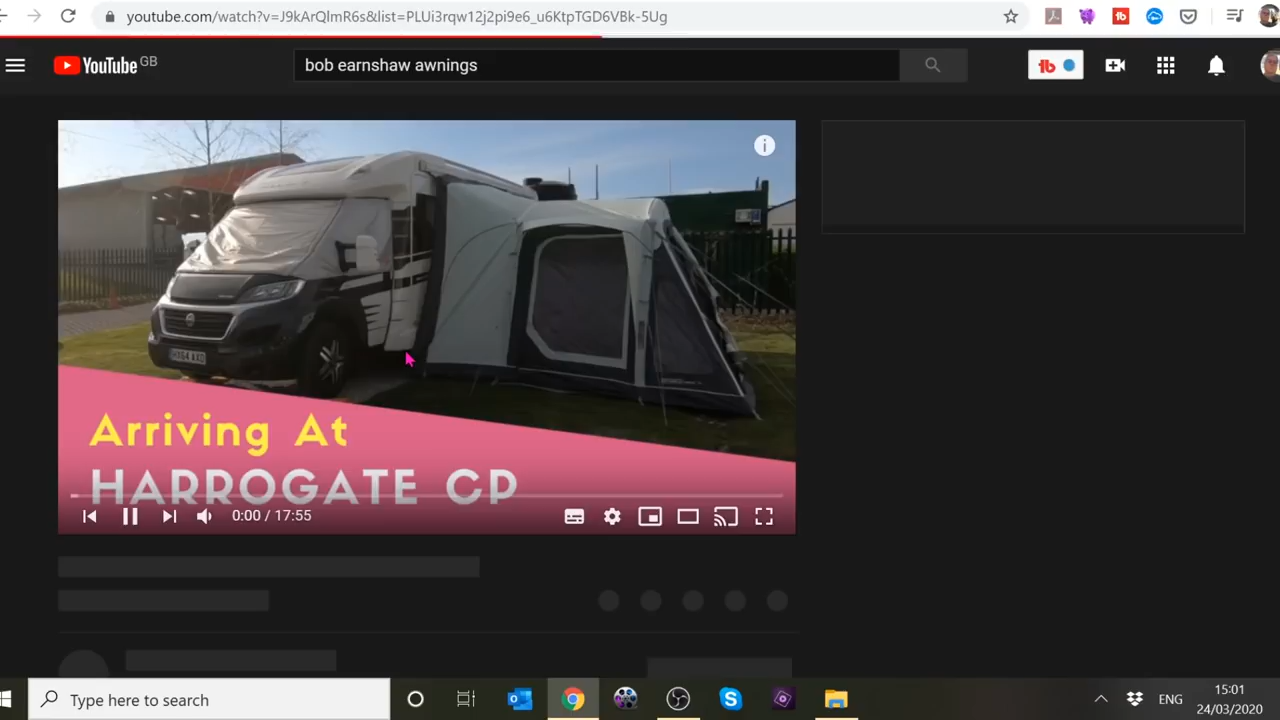 youtube.com/watch?v=J9kArQlmR6s&list=PLUi3rqw12j2pi9e6_u6KtpTGD6VBk-5Ug
YouTube GB
bob earnshaw awnings
Arriving At
HARROGATE CP
0:00 / 17:55
Type here to search
ENG
15:01
24/03/2020